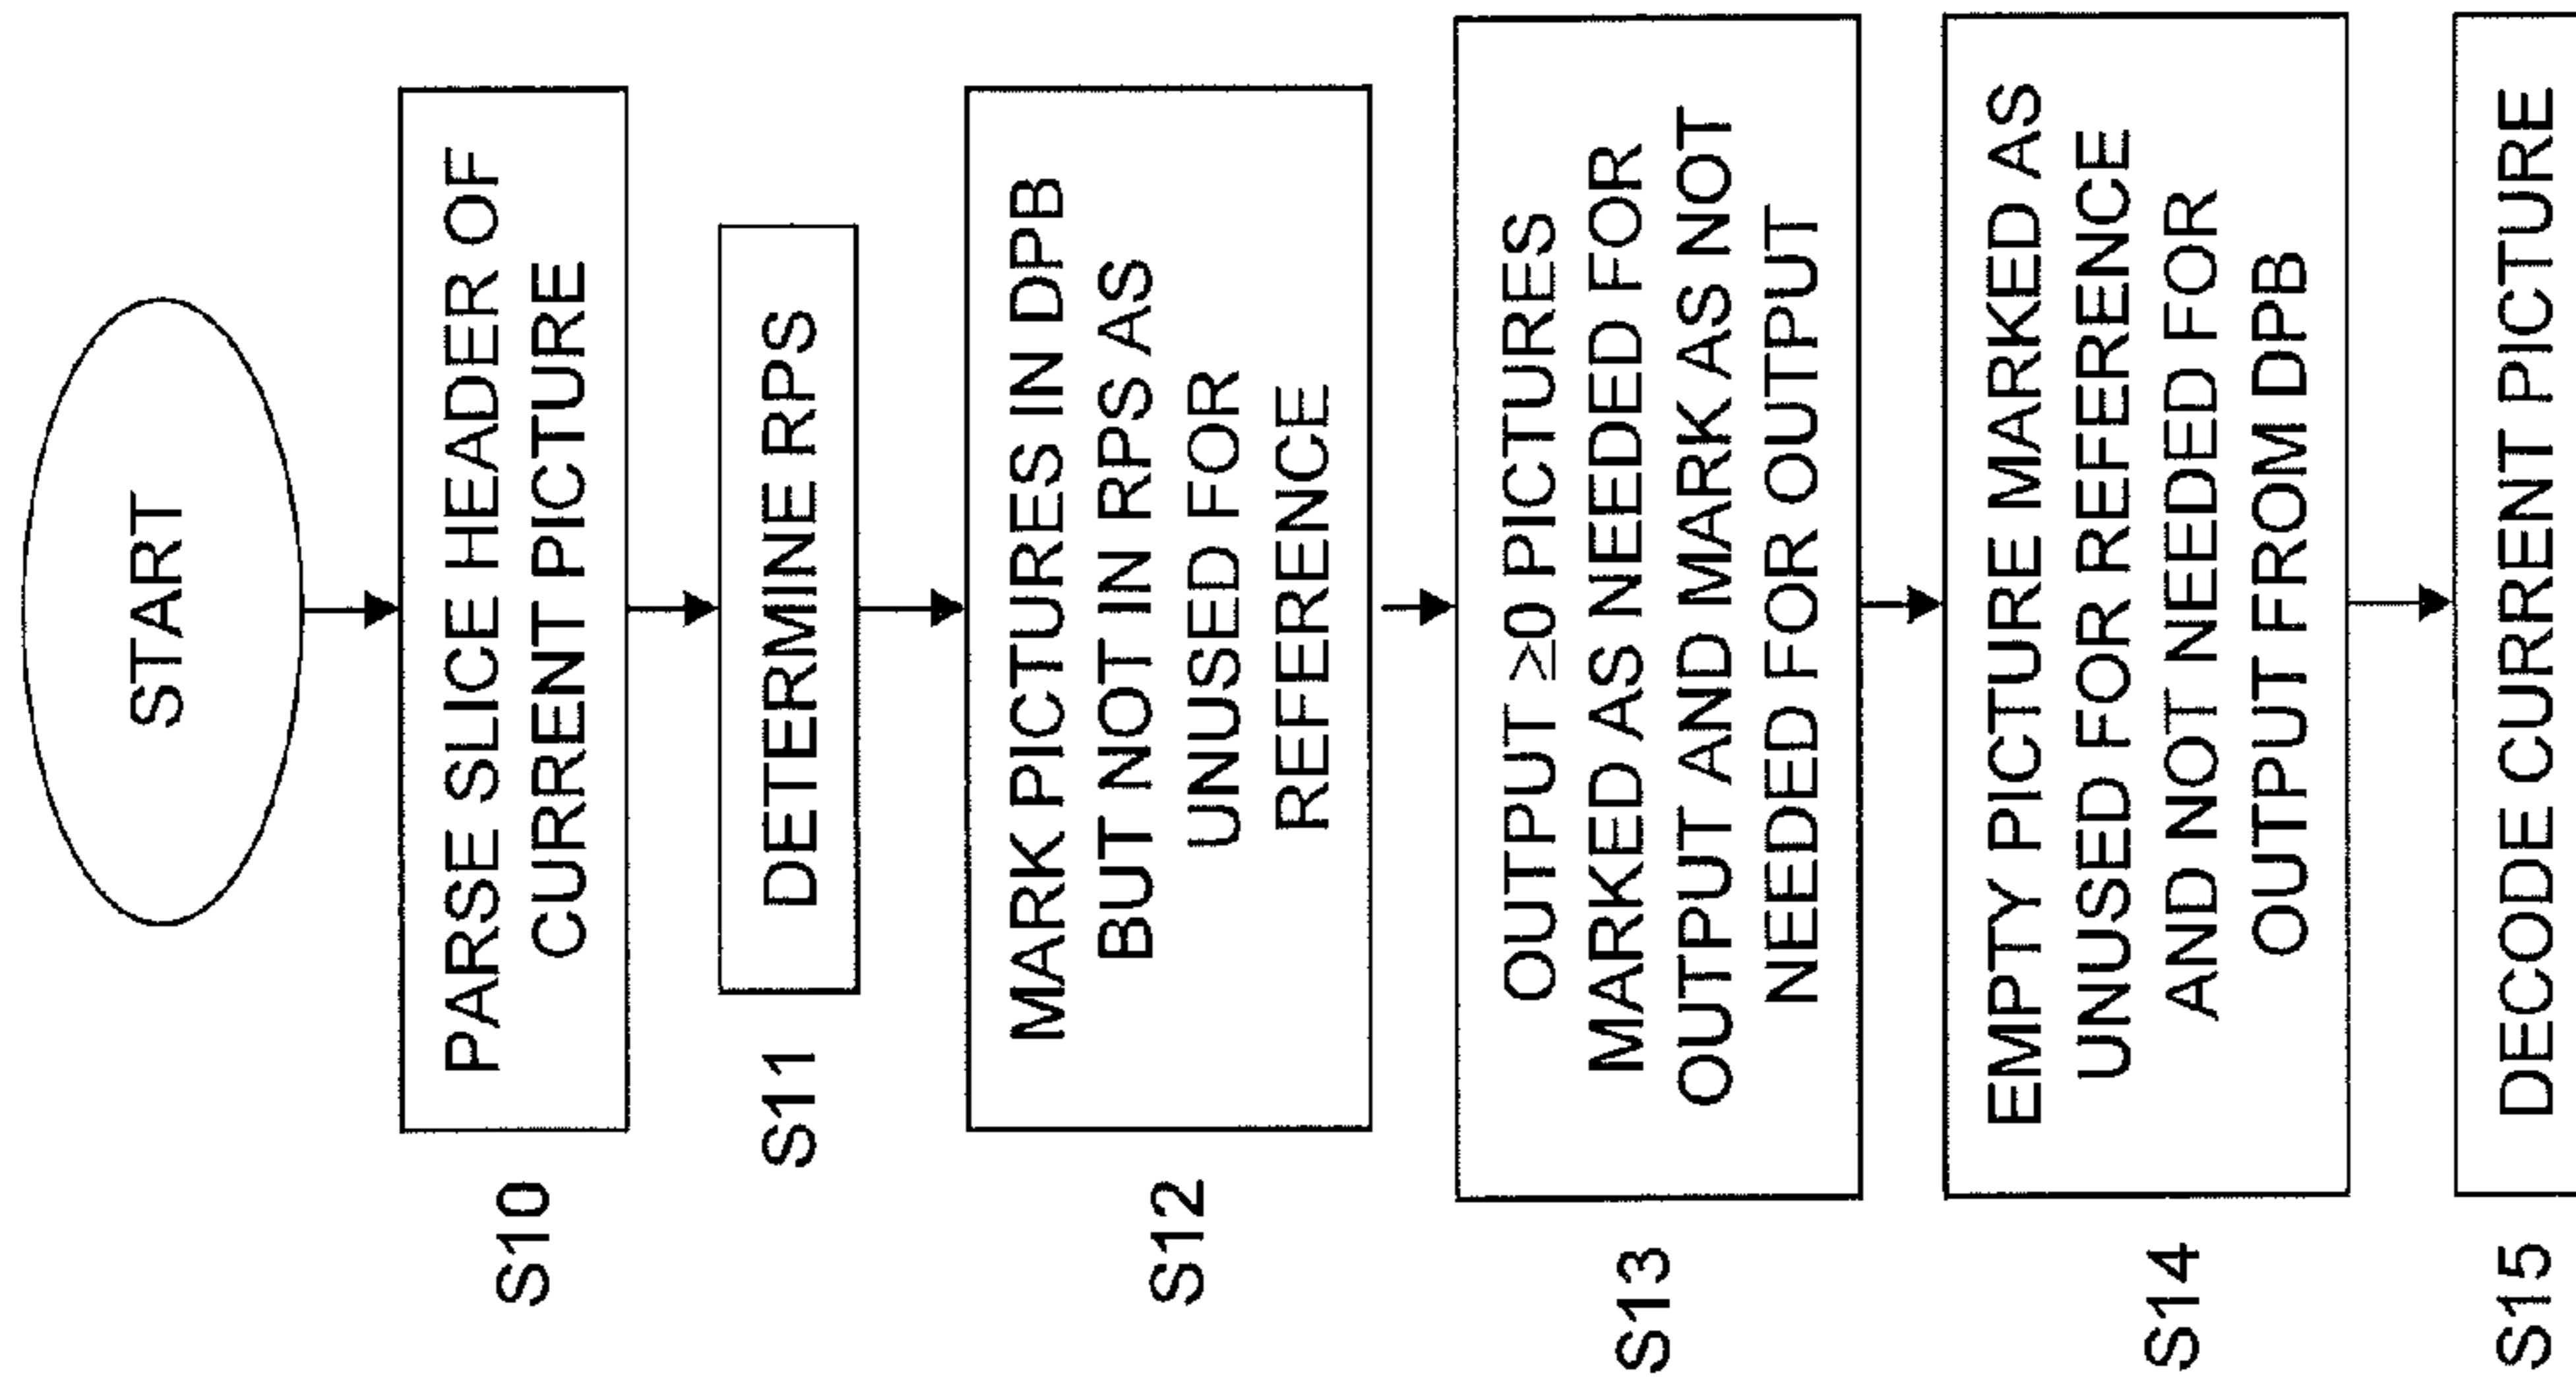 START
S10
PARSE SLICE HEADER OF
CURRENT PICTURE
S11
DETERMINE RPS
S12
MARK PICTURES IN DPB
BUT NOT IN RPS AS
UNUSED FOR
REFERENCE
S13
OUTPUT ≥0 PICTURES
MARKED AS NEEDED FOR
OUTPUT AND MARK AS NOT
NEEDED FOR OUTPUT
S14
EMPTY PICTURE MARKED AS
UNUSED FOR REFERENCE
AND NOT NEEDED FOR
OUTPUT FROM DPB
S15
DECODE CURRENT PICTURE